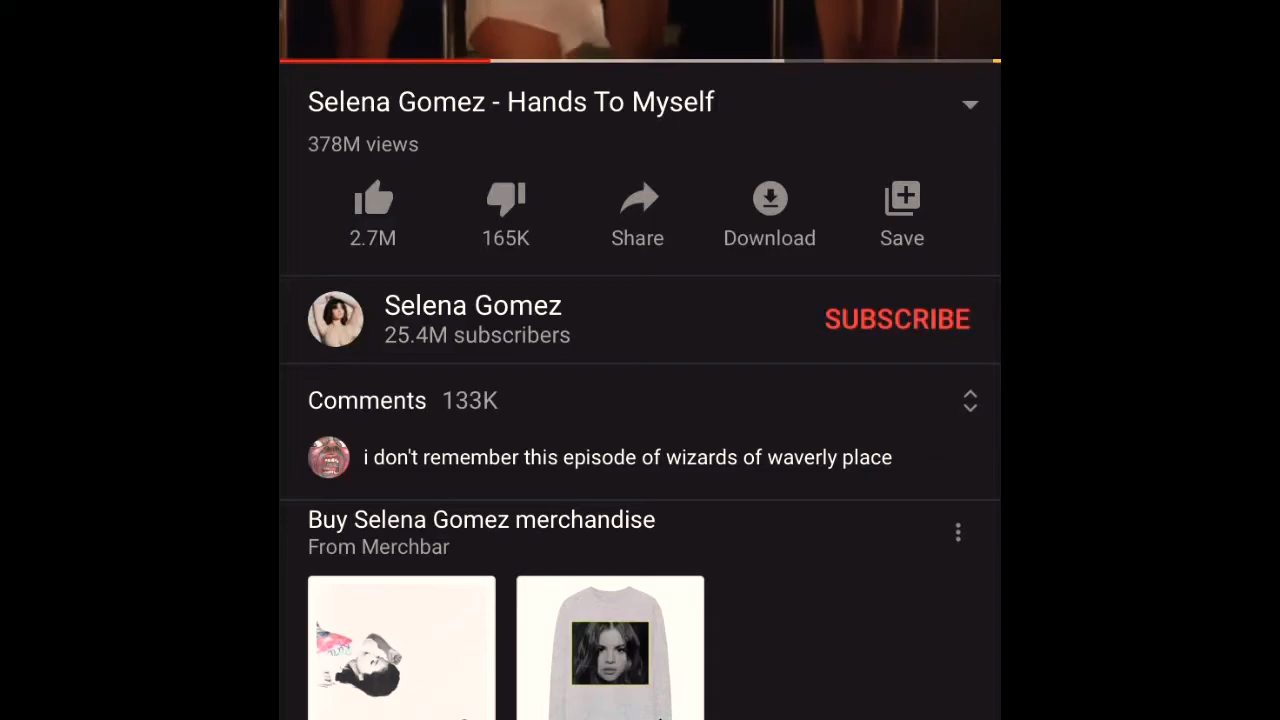 Selena Gomez - Hands To Myself
378M views
2.7M
165K
Share
Download
Save
Selena Gomez
25.4M subscribers
SUBSCRIBE
Comments 133K
i don't remember this episode of wizards of waverly place
Buy Selena Gomez merchandise
From Merchbar